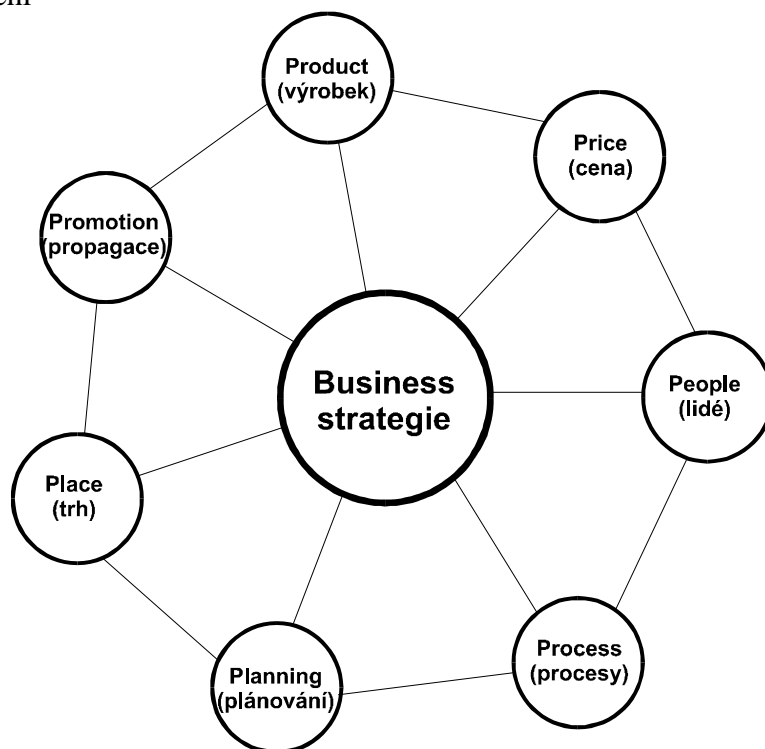 Product
(výrobek)
Price
(cena)
Promotion
(propagace)
Business
strategie
People
(lidé)
Place
(trh)
Process
(procesy)
Planning
(plánování)